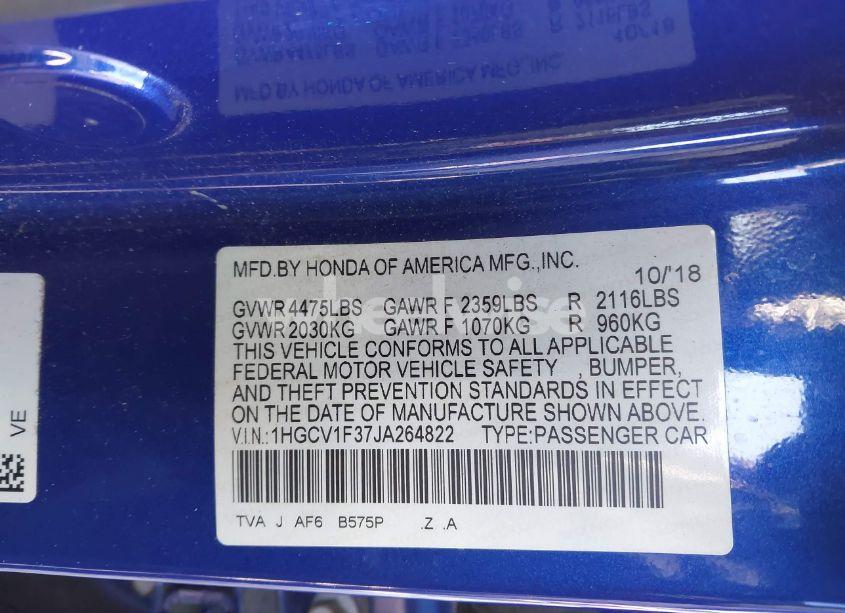 MFD.BY HONDA OF AMERICA MFG.,INC.
10/'18
GVWR 4475LBS GAWR F 2359LBS R 2116LBS
GVWR 2030KG GAWR F 1070KG R 960KG
THIS VEHICLE CONFORMS TO ALL APPLICABLE
FEDERAL MOTOR VEHICLE SAFETY , BUMPER,
AND THEFT PREVENTION STANDARDS IN EFFECT
ON THE DATE OF MANUFACTURE SHOWN ABOVE.
V.I.N.:1HGCV1F37JA264822 TYPE:PASSENGER CAR
TVA J AF6 B575P .Z .A
VE